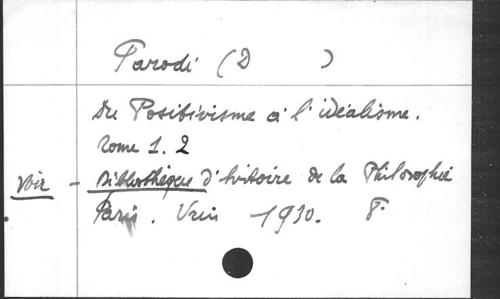 Parodi (D )
Du Positivisme à l'idéalisme.
Tome 1. 2
voir - Bibliothèque d'histoire de la Philosophie
Paris. Vrin 1930. 8°